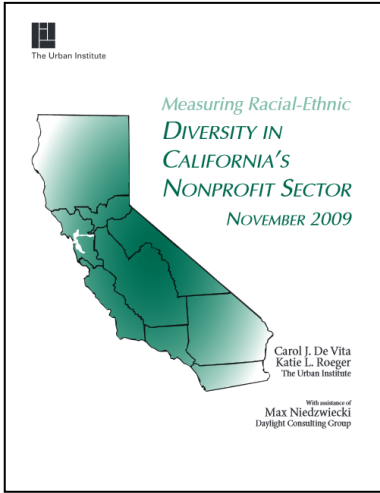 The Urban Institute
Measuring Racial-Ethnic
DIVERSITY IN
CALIFORNIA'S
NONPROFIT SECTOR
NOVEMBER 2009
Carol J. De Vita
Katie L. Roeger
The Urban Institute
With assistance of
Max Niedzwiecki
Daylight Consulting Group